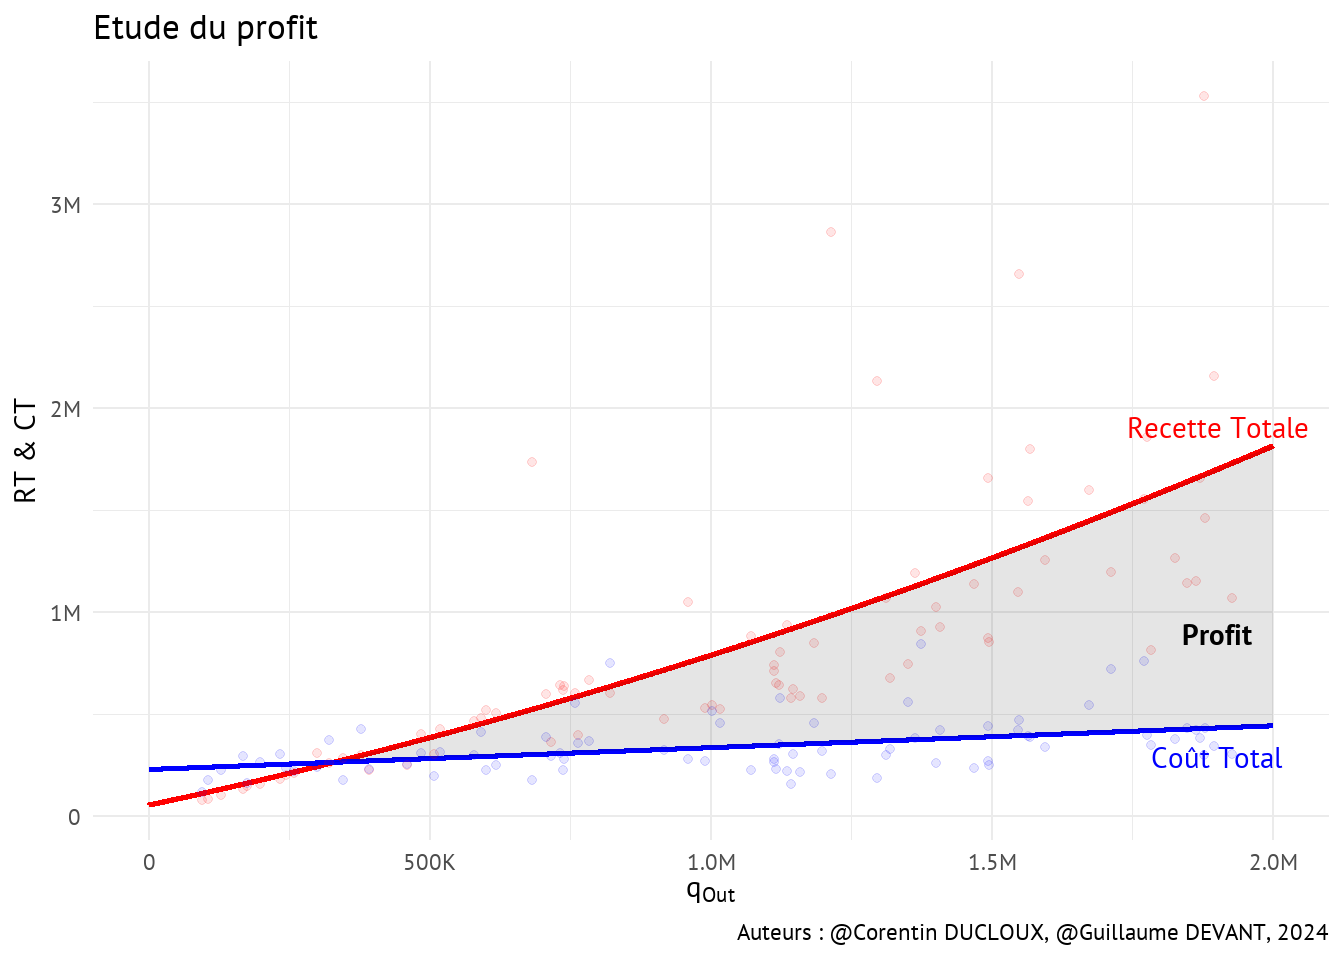 Etude du profit
RT & CT
3M
2M
1M
0
Recette Totale
Profit
Coût Total
0
500K
1.0M
1.5M
2.0M
qOut
Auteurs : @Corentin DUCLOUX, @Guillaume DEVANT, 2024